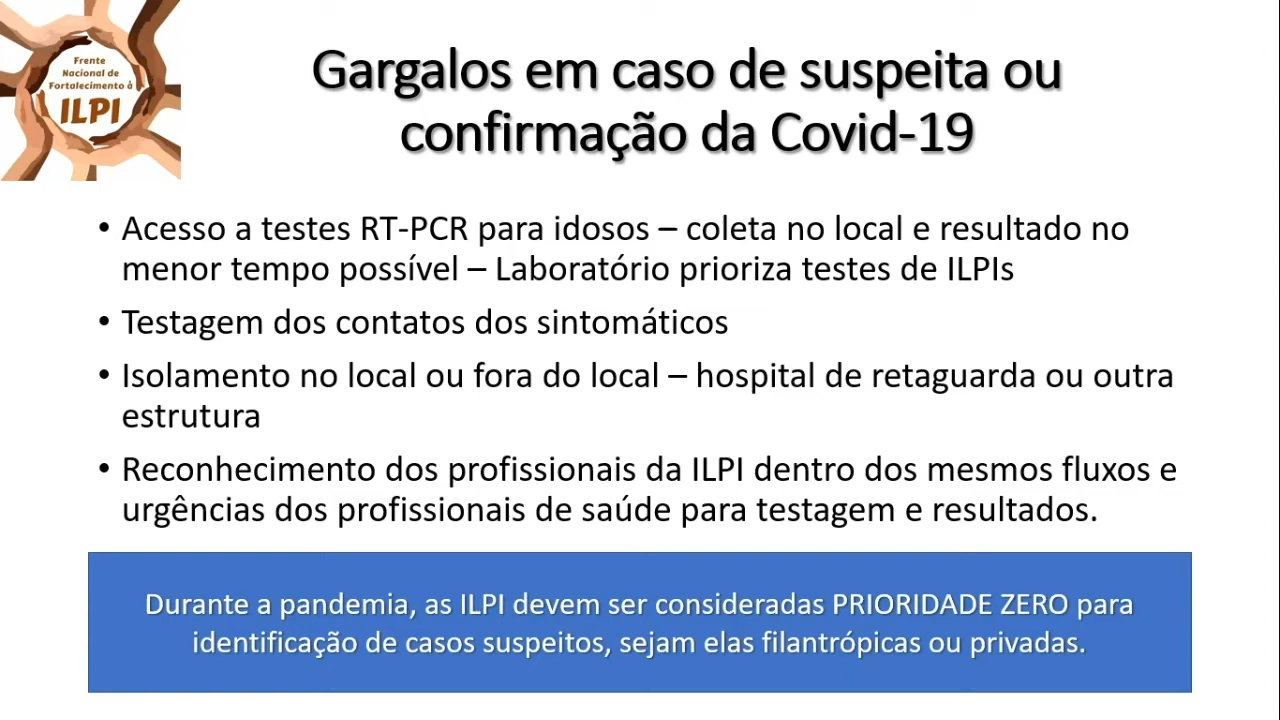 Frente
Nacional de
Fortalecimento à
ILPI
Gargalos em caso de suspeita ou
confirmação da Covid-19
• Acesso a testes RT-PCR para idosos – coleta no local e resultado no
menor tempo possível – Laboratório prioriza testes de ILPIs
• Testagem dos contatos dos sintomáticos
• Isolamento no local ou fora do local – hospital de retaguarda ou outra
estrutura
• Reconhecimento dos profissionais da ILPI dentro dos mesmos fluxos e
urgências dos profissionais de saúde para testagem e resultados.
Durante a pandemia, as ILPI devem ser consideradas PRIORIDADE ZERO para
identificação de casos suspeitos, sejam elas filantrópicas ou privadas.